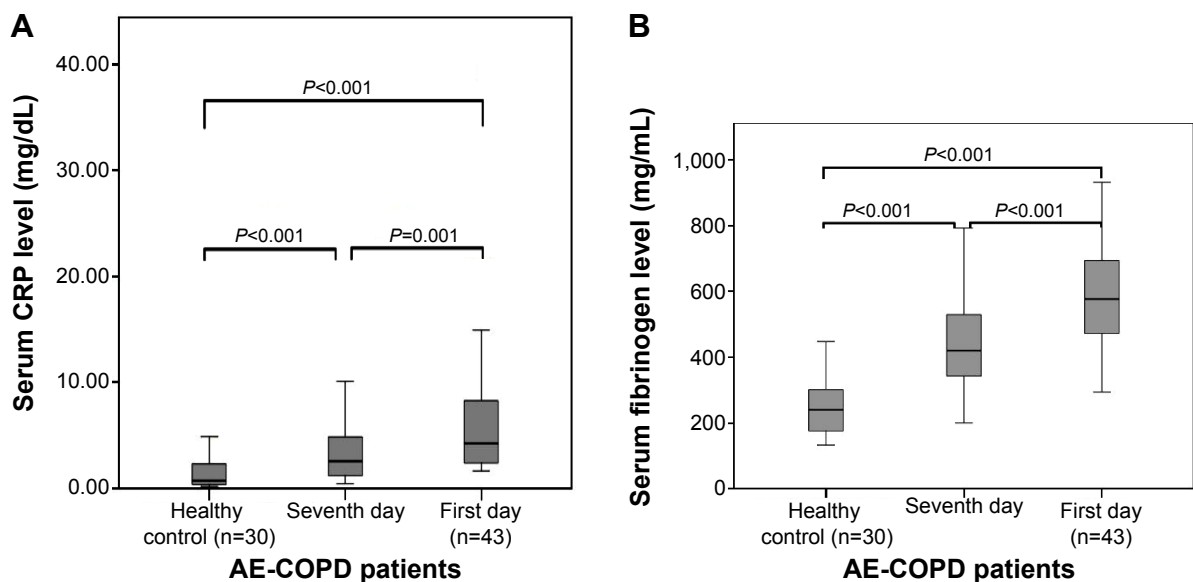 A
Serum CRP level (mg/dL)
40.00
30.00
20.00
10.00
0.00
P<0.001
P<0.001
P=0.001
Healthy
control (n=30)
Seventh day
First day
(n=43)
AE-COPD patients
B
Serum fibrinogen level (mg/mL)
1,000
800
600
400
200
0
P<0.001
P<0.001
P<0.001
Healthy
control (n=30)
Seventh day
First day
(n=43)
AE-COPD patients